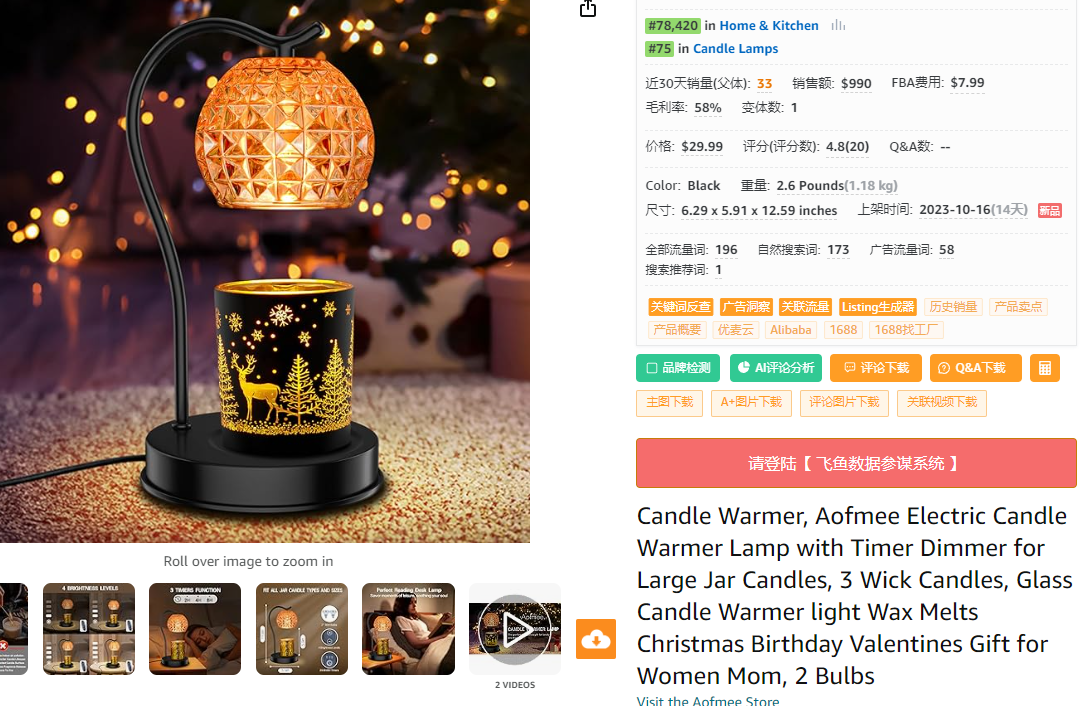 #78,420 in Home & Kitchen
#75 in Candle Lamps
近30天销量(父体): 33 销售额: $990 FBA费用: $7.99
毛利率: 58% 变体数: 1
价格: $29.99 评分(评分数): 4.8(20) Q&A数: --
Color: Black 重量: 2.6 Pounds(1.18 kg)
尺寸: 6.29 x 5.91 x 12.59 inches 上架时间: 2023-10-16(14天) 新品
全部流量词: 196 自然搜索词: 173 广告流量词: 58
搜索推荐词: 1
关键词反查 广告洞察 关联流量 Listing生成器 历史销量 产品卖点
产品概要 优麦云 Alibaba 1688 1688找工厂
品牌检测 AI评论分析 评论下载 Q&A下载
主图下载 A+图片下载 评论图片下载 关联视频下载
请登陆【 飞鱼数据参谋系统 】
Candle Warmer, Aofmee Electric Candle
Warmer Lamp with Timer Dimmer for
Large Jar Candles, 3 Wick Candles, Glass
Candle Warmer light Wax Melts
Christmas Birthday Valentines Gift for
Women Mom, 2 Bulbs
Visit the Aofmee Store
Roll over image to zoom in
4 BRIGHTNESS LEVELS
3 TIMERS FUNCTION
FIT ALL JAR CANDLE TYPES AND SIZES
Perfect Reading Desk Lamp
2 VIDEOS